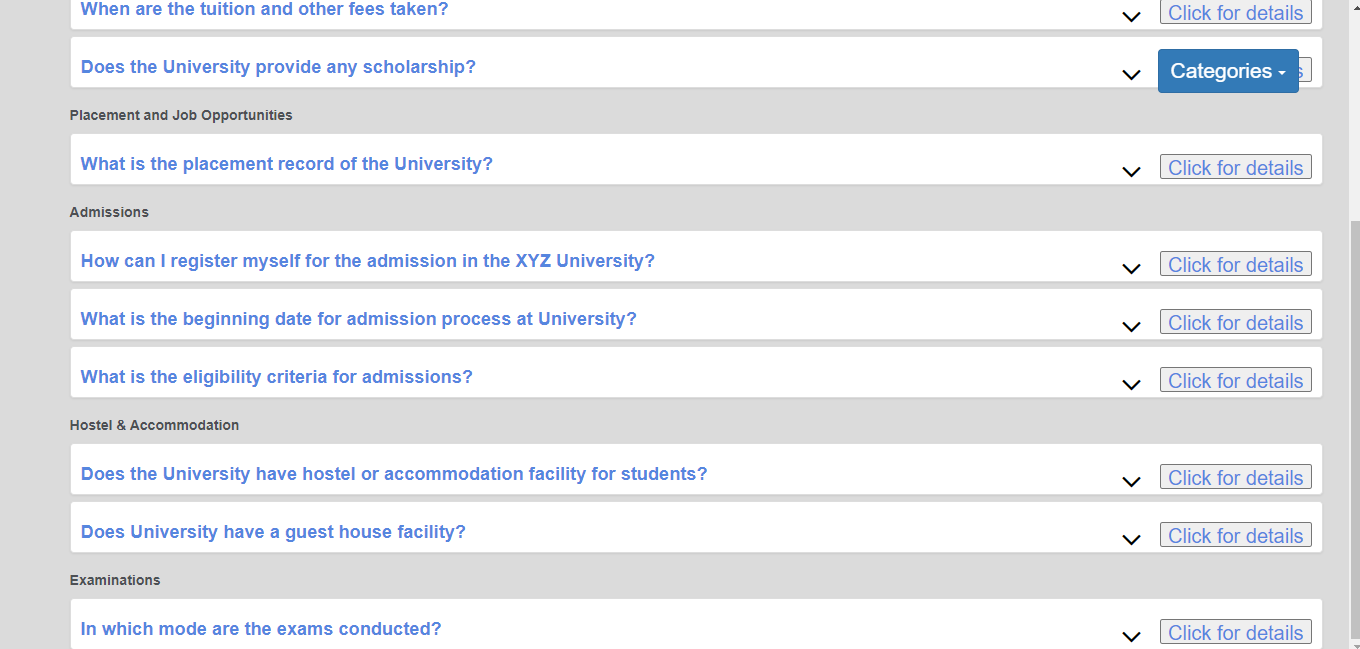 When are the tuition and other fees taken?
Click for details
Does the University provide any scholarship?
Categories
Placement and Job Opportunities
What is the placement record of the University?
Click for details
Admissions
How can I register myself for the admission in the XYZ University?
Click for details
What is the beginning date for admission process at University?
Click for details
What is the eligibility criteria for admissions?
Click for details
Hostel & Accommodation
Does the University have hostel or accommodation facility for students?
Click for details
Does University have a guest house facility?
Click for details
Examinations
In which mode are the exams conducted?
Click for details